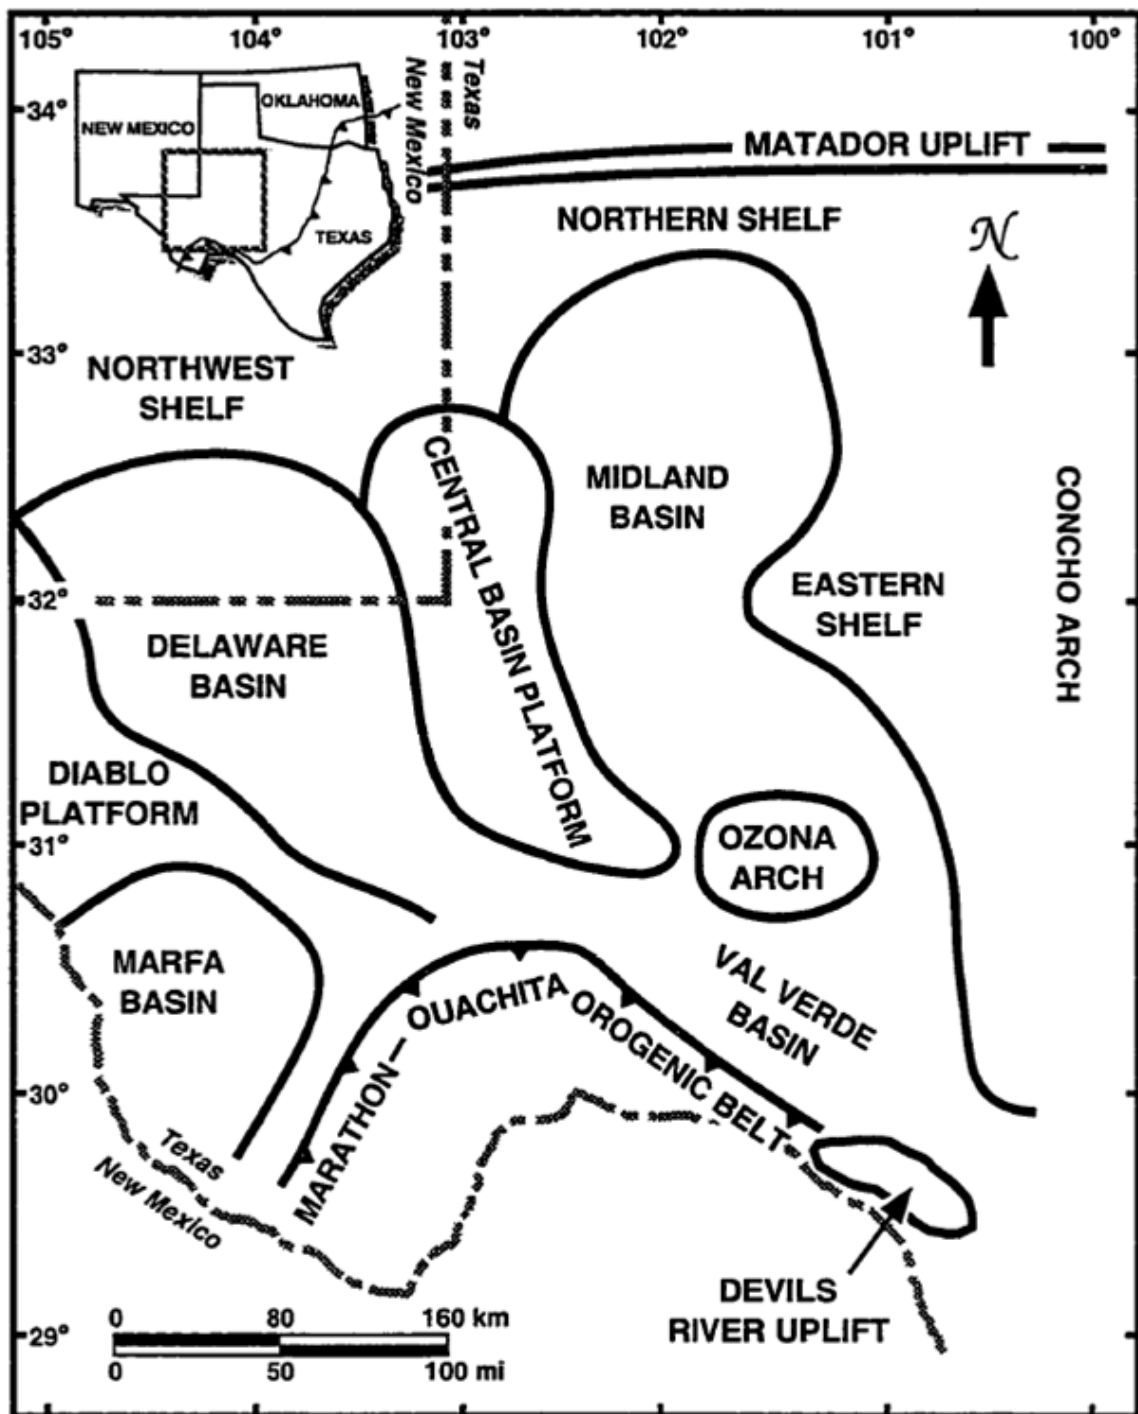 105° 104° 103° 102° 101° 100°
34°
33°
32°
31°
30°
29°
NEW MEXICO
OKLAHOMA
TEXAS
Texas
New Mexico
MATADOR UPLIFT
NORTHERN SHELF
N
NORTHWEST
SHELF
CENTRAL BASIN PLATFORM
MIDLAND
BASIN
CONCHO ARCH
EASTERN
SHELF
DELAWARE
BASIN
DIABLO
PLATFORM
OZONA
ARCH
MARFA
BASIN
VAL VERDE
BASIN
MARATHON – OUACHITA OROGENIC BELT
Texas
New Mexico
DEVILS
RIVER UPLIFT
0 80 160 km
0 50 100 mi